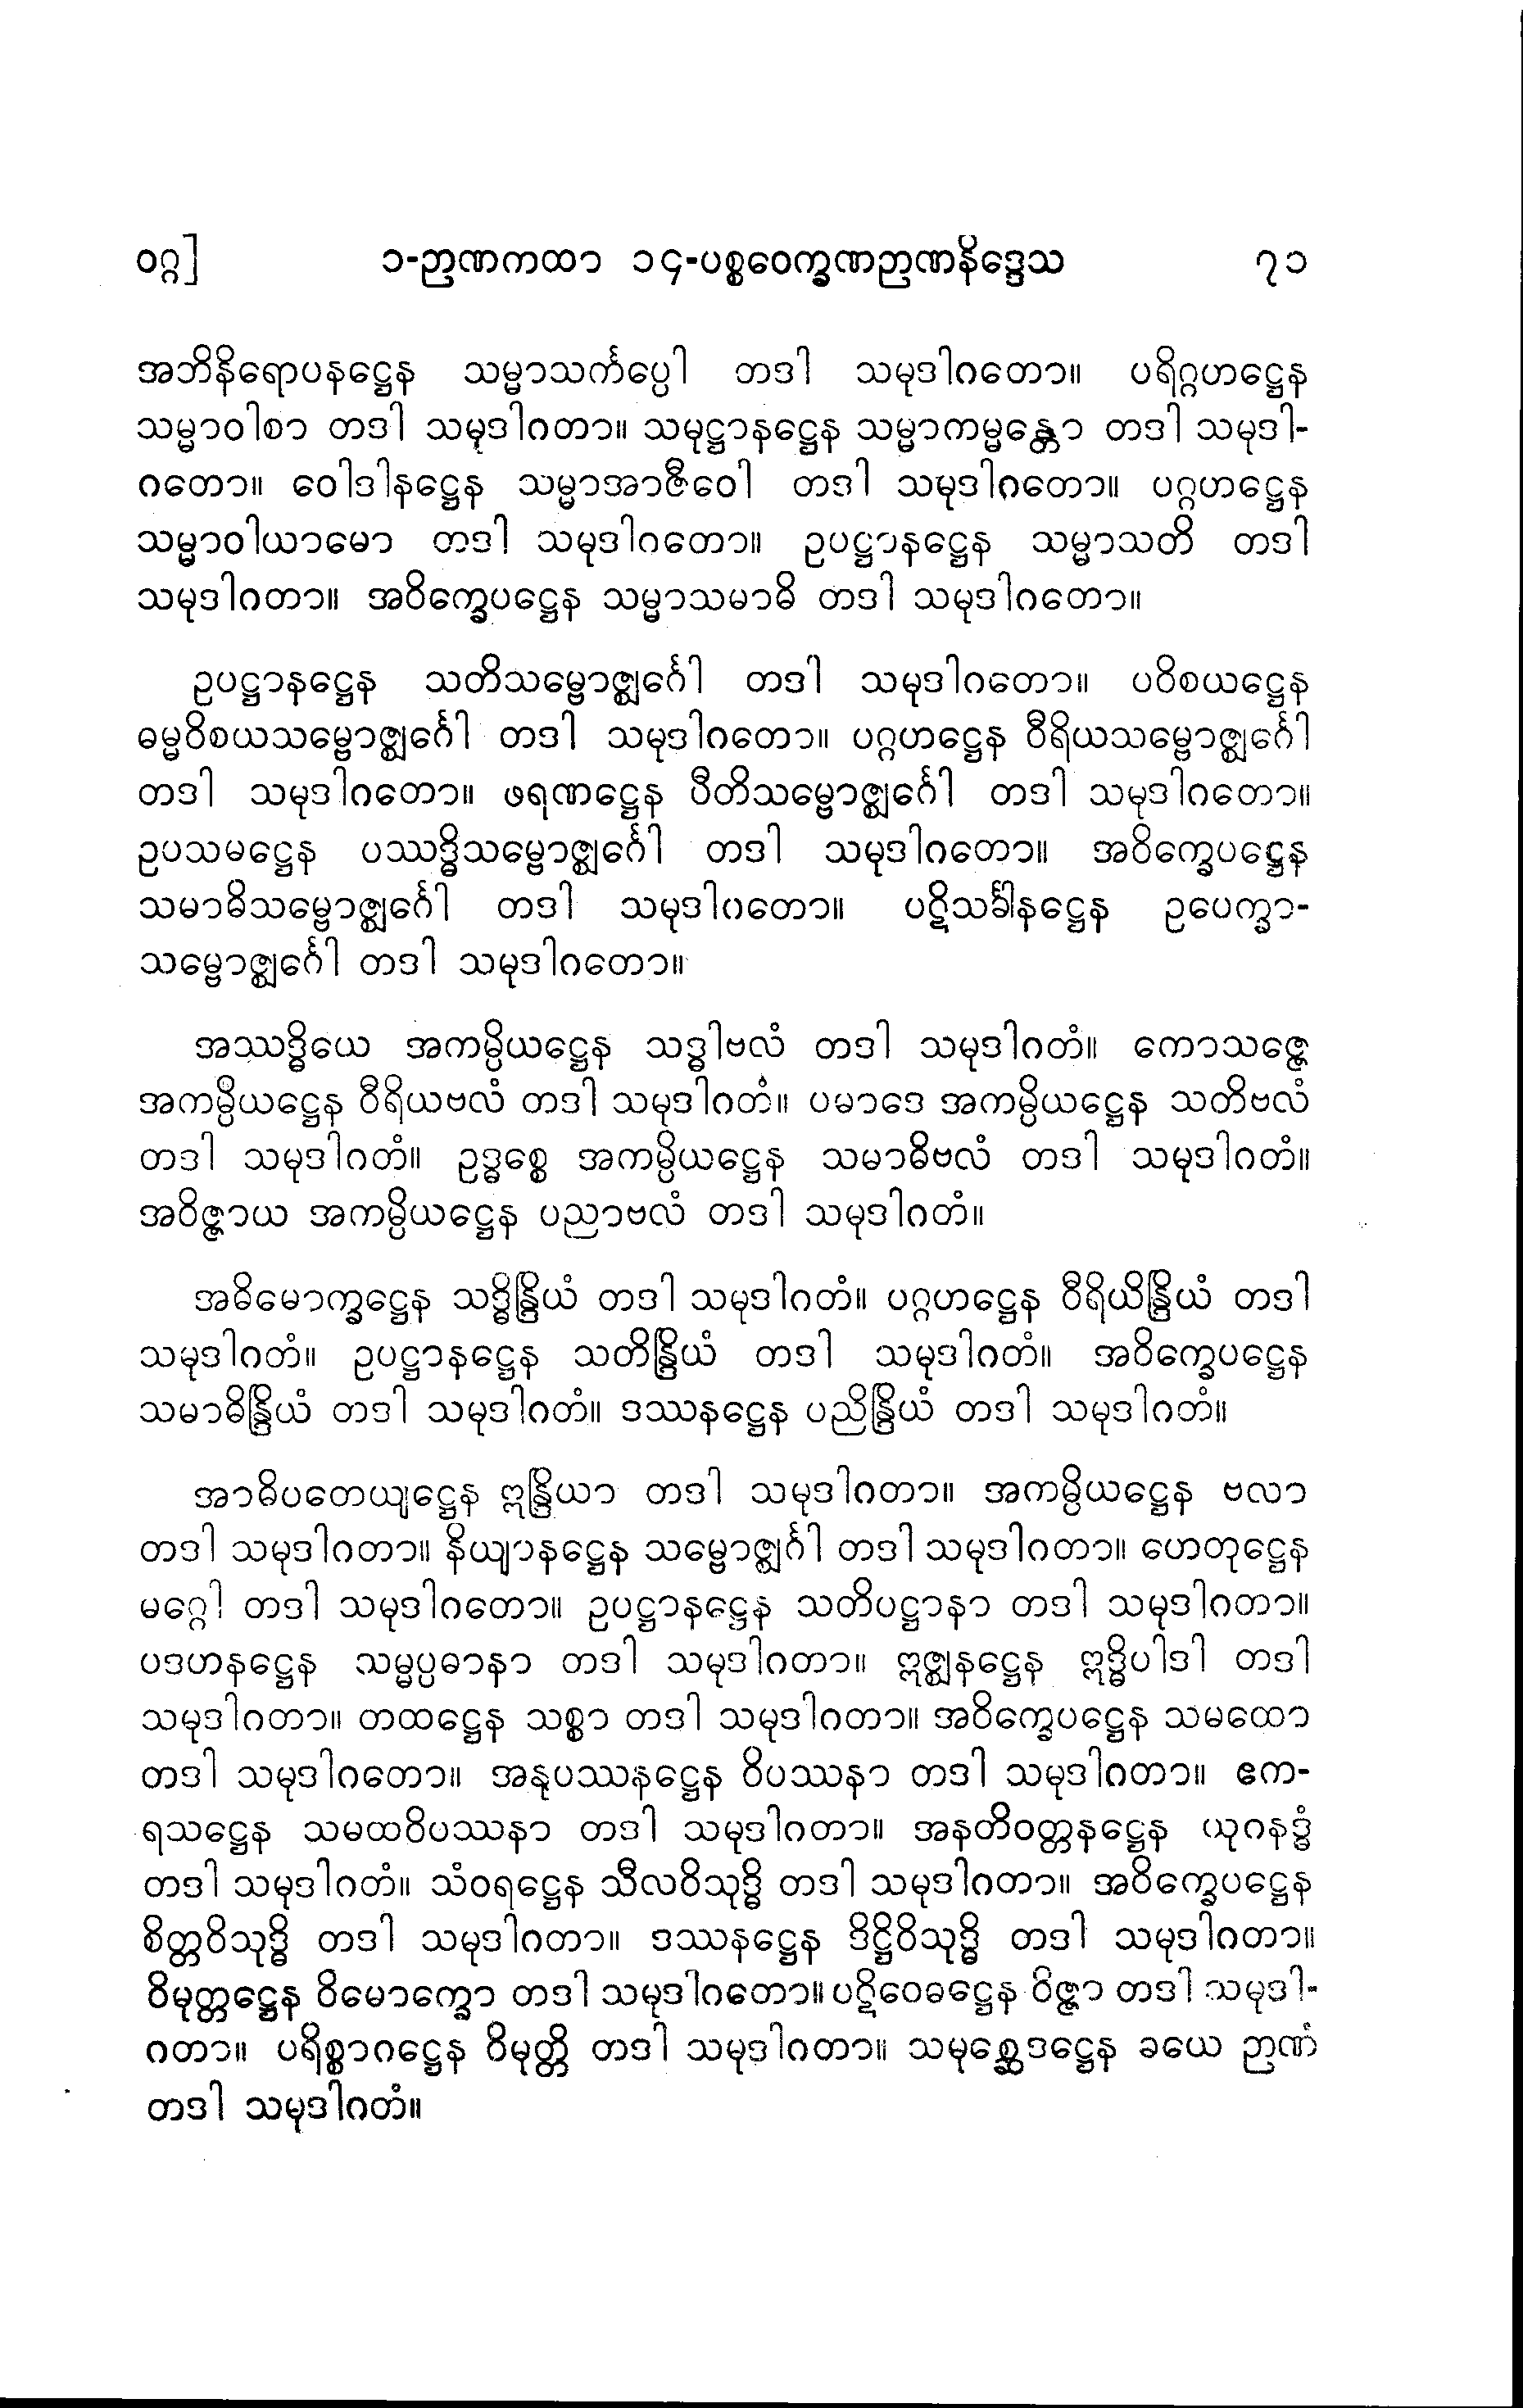 ဝဂ္ဂ] ၁-ဉာဏကထာ ၁၄-ပစ္စဝေက္ခဏဉာဏနိဒ္ဒေသ ၇၁
အဘိနိရောပနဋ္ဌေန သမ္မာသင်္ကပ္ပေါ တဒါ သမုဒါဂတော။ ပရိဂ္ဂဟဋ္ဌေန
သမ္မာဝါစာ တဒါ သမုဒါဂတာ။ သမုဋ္ဌာနဋ္ဌေန သမ္မာကမ္မန္တော တဒါ သမုဒါ-
ဂတော။ ဝေါဒါနဋ္ဌေန သမ္မာအာဇီဝေါ တဒါ သမုဒါဂတော။ ပဂ္ဂဟဋ္ဌေန
သမ္မာဝါယာမော တဒါ သမုဒါဂတော။ ဥပဋ္ဌာနဋ္ဌေန သမ္မာသတိ တဒါ
သမုဒါဂတာ။ အဝိက္ခေပဋ္ဌေန သမ္မာသမာဓိ တဒါ သမုဒါဂတော။
ဥပဋ္ဌာနဋ္ဌေန သတိသမ္ဗောဇ္ဈင်္ဂေါ တဒါ သမုဒါဂတော။ ပဝိစယဋ္ဌေန
ဓမ္မဝိစယသမ္ဗောဇ္ဈင်္ဂေါ တဒါ သမုဒါဂတော။ ပဂ္ဂဟဋ္ဌေန ဝီရိယသမ္ဗောဇ္ဈင်္ဂေါ
တဒါ သမုဒါဂတော။ ဖရဏဋ္ဌေန ပီတိသမ္ဗောဇ္ဈင်္ဂေါ တဒါ သမုဒါဂတော။
ဥပသမဋ္ဌေန ပဿဒ္ဓိသမ္ဗောဇ္ဈင်္ဂေါ တဒါ သမုဒါဂတော။ အဝိက္ခေပဋ္ဌေန
သမာဓိသမ္ဗောဇ္ဈင်္ဂေါ တဒါ သမုဒါဂတော။ ပဋိသင်္ခါနဋ္ဌေန ဥပေက္ခာ-
သမ္ဗောဇ္ဈင်္ဂေါ တဒါ သမုဒါဂတော။
အဿဒ္ဓိယေ အကမ္ပိယဋ္ဌေန သဒ္ဓါဗလံ တဒါ သမုဒါဂတံ။ ကောသဇ္ဇေ
အကမ္ပိယဋ္ဌေန ဝီရိယဗလံ တဒါ သမုဒါဂတံ။ ပမာဒေ အကမ္ပိယဋ္ဌေန သတိဗလံ
တဒါ သမုဒါဂတံ။ ဥဒ္ဓစ္စေ အကမ္ပိယဋ္ဌေန သမာဓိဗလံ တဒါ သမုဒါဂတံ။
အဝိဇ္ဇာယ အကမ္ပိယဋ္ဌေန ပညာဗလံ တဒါ သမုဒါဂတံ။
အဓိမောက္ခဋ္ဌေန သဒ္ဓိန္ဒြိယံ တဒါ သမုဒါဂတံ။ ပဂ္ဂဟဋ္ဌေန ဝီရိယိန္ဒြိယံ တဒါ
သမုဒါဂတံ။ ဥပဋ္ဌာနဋ္ဌေန သတိန္ဒြိယံ တဒါ သမုဒါဂတံ။ အဝိက္ခေပဋ္ဌေန
သမာဓိန္ဒြိယံ တဒါ သမုဒါဂတံ။ ဒဿနဋ္ဌေန ပညိန္ဒြိယံ တဒါ သမုဒါဂတံ။
အာဓိပတေယျဋ္ဌေန ဣန္ဒြိယာ တဒါ သမုဒါဂတာ။ အကမ္ပိယဋ္ဌေန ဗလာ
တဒါ သမုဒါဂတာ။ နိယျာနဋ္ဌေန သမ္ဗောဇ္ဈင်္ဂါ တဒါ သမုဒါဂတာ။ ဟေတုဋ္ဌေန
မဂ္ဂေါ တဒါ သမုဒါဂတော။ ဥပဋ္ဌာနဋ္ဌေန သတိပဋ္ဌာနာ တဒါ သမုဒါဂတာ။
ပဒဟနဋ္ဌေန သမ္မပ္ပဓာနာ တဒါ သမုဒါဂတာ။ ဣဇ္ဈနဋ္ဌေန ဣဒ္ဓိပါဒါ တဒါ
သမုဒါဂတာ။ တထဋ္ဌေန သစ္စာ တဒါ သမုဒါဂတာ။ အဝိက္ခေပဋ္ဌေန သမထော
တဒါ သမုဒါဂတော။ အနုပဿနဋ္ဌေန ဝိပဿနာ တဒါ သမုဒါဂတာ။ ဧက-
ရသဋ္ဌေန သမထဝိပဿနာ တဒါ သမုဒါဂတာ။ အနတိဝတ္တနဋ္ဌေန ယုဂနဒ္ဓံ
တဒါ သမုဒါဂတံ။ သံဝရဋ္ဌေန သီလဝိသုဒ္ဓိ တဒါ သမုဒါဂတာ။ အဝိက္ခေပဋ္ဌေန
စိတ္တဝိသုဒ္ဓိ တဒါ သမုဒါဂတာ။ ဒဿနဋ္ဌေန ဒိဋ္ဌိဝိသုဒ္ဓိ တဒါ သမုဒါဂတာ။
ဝိမုတ္တဋ္ဌေန ဝိမောက္ခော တဒါ သမုဒါဂတော။ ပဋိဝေဓဋ္ဌေန ဝိဇ္ဇာ တဒါ သမုဒါ-
ဂတာ။ ပရိစ္စာဂဋ္ဌေန ဝိမုတ္တိ တဒါ သမုဒါဂတာ။ သမုစ္ဆေဒဋ္ဌေန ခယေ ဉာဏံ
တဒါ သမုဒါဂတံ။